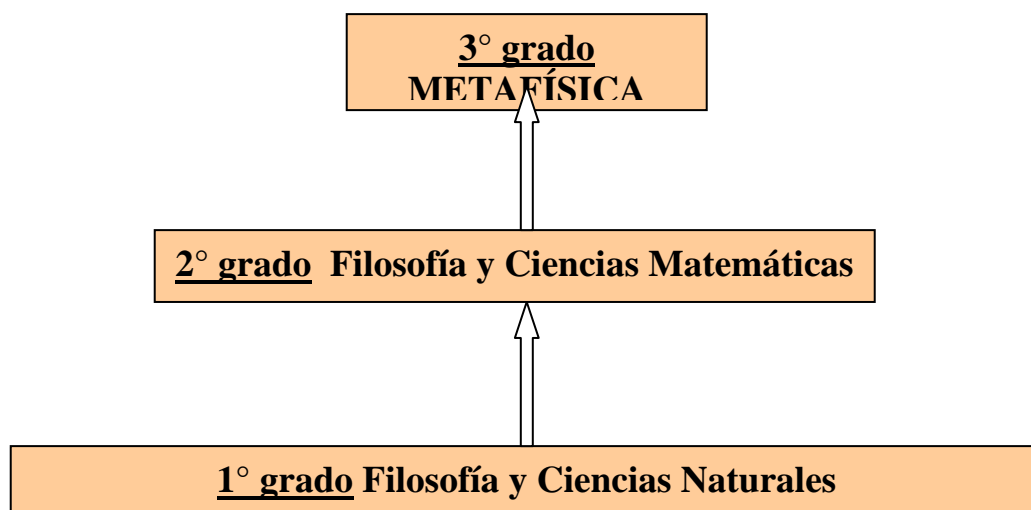 3° grado
METAFÍSICA
2° grado Filosofía y Ciencias Matemáticas
1° grado Filosofía y Ciencias Naturales